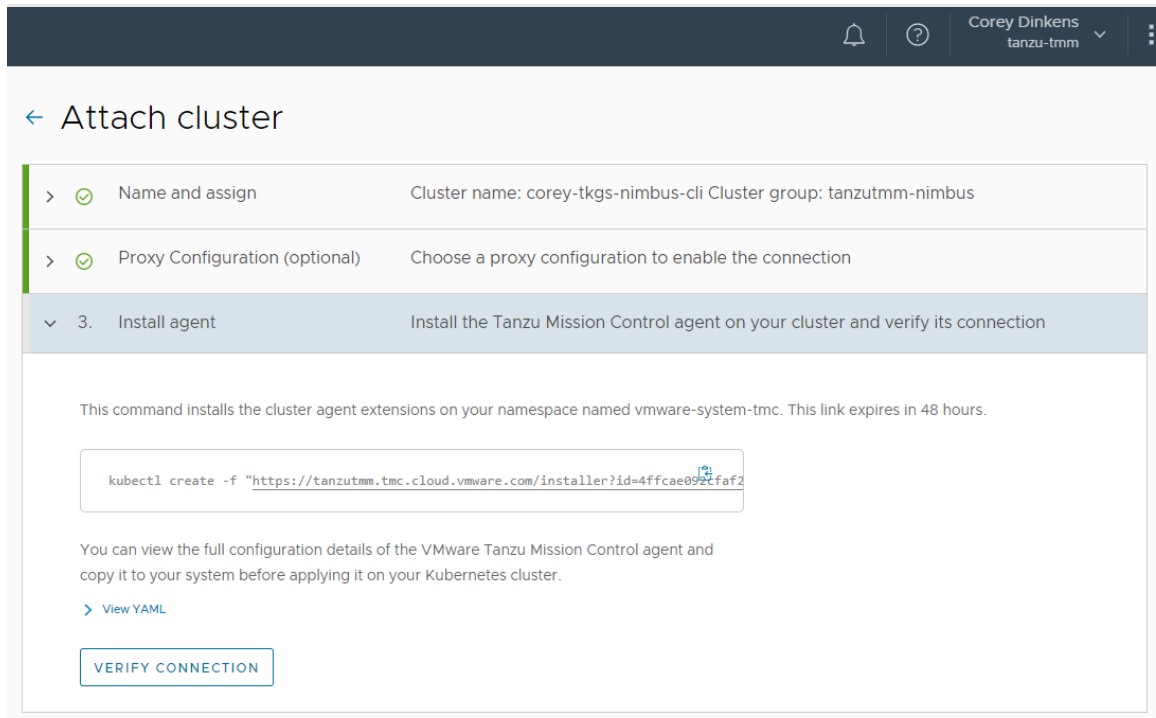 Corey Dinkens
tanzu-tmm
Attach cluster
Name and assign Cluster name: corey-tkgs-nimbus-cli Cluster group: tanzutmm-nimbus
Proxy Configuration (optional) Choose a proxy configuration to enable the connection
3. Install agent Install the Tanzu Mission Control agent on your cluster and verify its connection
This command installs the cluster agent extensions on your namespace named vmware-system-tmc. This link expires in 48 hours.
kubectl create -f "https://tanzutmm.tmc.cloud.vmware.com/installer?id=4ffcae092cfaf2
You can view the full configuration details of the VMware Tanzu Mission Control agent and
copy it to your system before applying it on your Kubernetes cluster.
View YAML
VERIFY CONNECTION